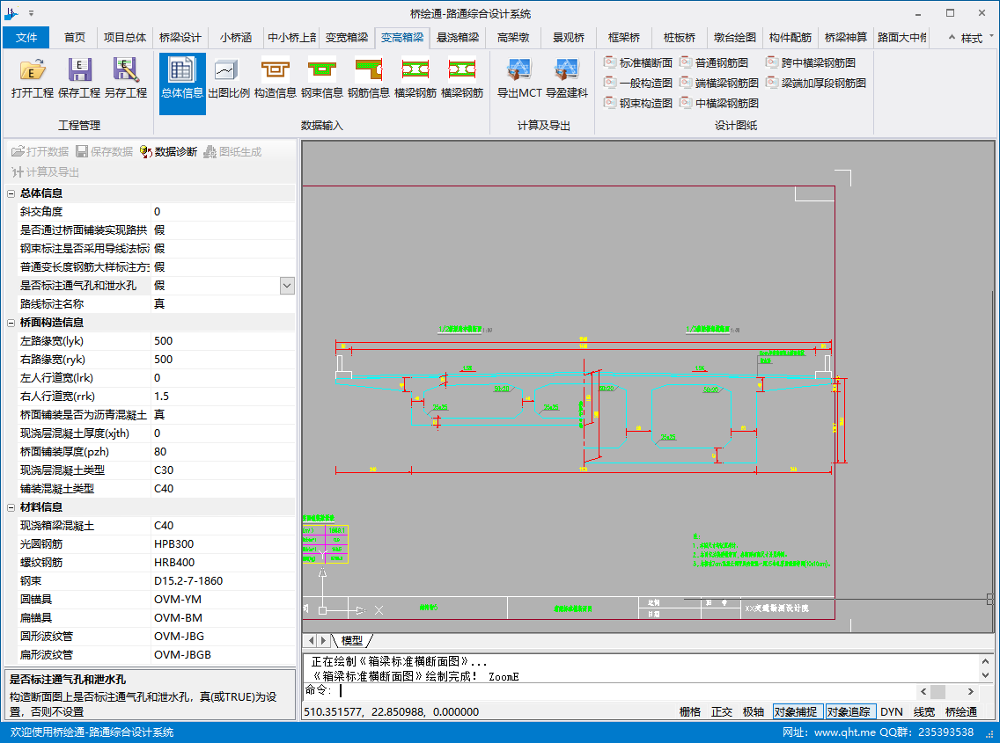 桥绘通-路通综合设计系统
文件 首页 项目总体 桥梁设计 小桥涵 中小桥上部 变宽箱梁 变高箱梁 悬浇箱梁 高架墩 景观桥 框架桥 桩板桥 墩台绘图 构件配筋 桥梁神算 路面大中修 样式
打开工程 保存工程 另存工程 总体信息 出图比例 构造信息 钢束信息 钢筋信息 横梁钢筋 横梁钢筋 导出MCT 导盈建科
标准横断面 普通钢筋图 跨中横梁钢筋图
一般构造图 端横梁钢筋图 梁端加厚段钢筋图
钢束构造图 中横梁钢筋图
工程管理 数据输入 计算及导出 设计图纸
打开数据 保存数据 数据诊断 图纸生成
计算及导出
总体信息
斜交角度 0
是否通过桥面铺装实现路拱 假
钢束标注是否采用导线法标注 假
普通变长度钢筋大样标注方式 假
是否标注通气孔和泄水孔 假
路线标注名称 真
桥面构造信息
左路缘宽(lyk) 500
右路缘宽(ryk) 500
左人行道宽(lrk) 0
右人行道宽(rrk) 1.5
桥面铺装是否为沥青混凝土 真
现浇层混凝土厚度(xjth) 0
桥面铺装厚度(pzh) 80
现浇层混凝土类型 C30
铺装混凝土类型 C40
材料信息
现浇箱梁混凝土 C40
光圆钢筋 HPB300
螺纹钢筋 HRB400
钢束 D15.2-7-1860
圆锚具 OVM-YM
扁锚具 OVM-BM
圆形波纹管 OVM-JBG
扁形波纹管 OVM-JBGB
是否标注通气孔和泄水孔
构造断面图上是否标注通气孔和泄水孔，真(或TRUE)为设
置，否则不设置
比例
日期
图 号
XX交通勘测设计院
Y
X
模型
正在绘制《箱梁标准横断面图》...
《箱梁标准横断面图》绘制完成！ ZoomE
命令:
510.351577, 22.850988, 0.000000 栅格 正交 极轴 对象捕捉 对象追踪 DYN 线宽 桥绘通
欢迎使用桥绘通-路通综合设计系统 网址：www.qht.me QQ群：235393538